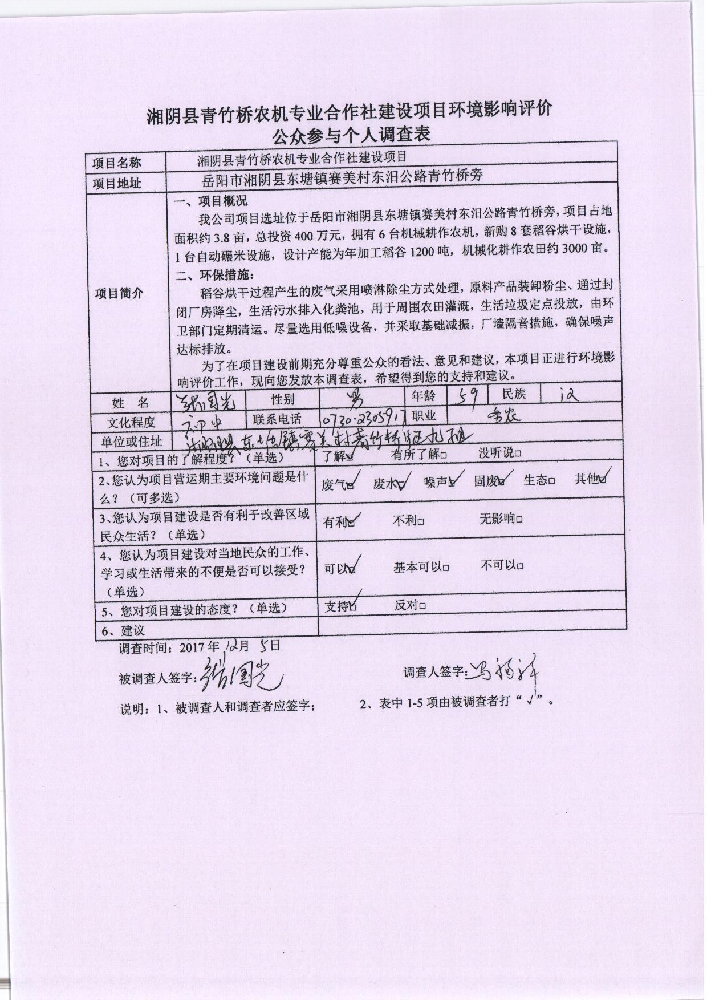 湘阴县青竹桥农机专业合作社建设项目环境影响评价
公众参与个人调查表
项目名称 湘阴县青竹桥农机专业合作社建设项目
项目地址 岳阳市湘阴县东塘镇赛美村东汨公路青竹桥旁
项目简介
一、项目概况
我公司项目选址位于岳阳市湘阴县东塘镇赛美村东汨公路青竹桥旁，项目占地
面积约 3.8 亩，总投资 400 万元，拥有 6 台机械耕作农机，新购 8 套稻谷烘干设施，
1 台自动碾米设施，设计产能为年加工稻谷 1200 吨，机械化耕作农田约 3000 亩。
二、环保措施：
稻谷烘干过程产生的废气采用喷淋除尘方式处理，原料产品装卸粉尘、通过封
闭厂房降尘，生活污水排入化粪池，用于周围农田灌溉，生活垃圾定点投放，由环
卫部门定期清运。尽量选用低噪设备，并采取基础减振，厂墙隔音措施，确保噪声
达标排放。
为了在项目建设前期充分尊重公众的看法、意见和建议，本项目正进行环境影
响评价工作，现向您发放本调查表，希望得到您的支持和建议。
姓 名 张国光 性别 男 年龄 59 民族 汉
文化程度 初中 联系电话 0730-2305917 职业 务农
单位或住址 湘阴县东塘镇赛美村青竹桥九组
1、您对项目的了解程度？（单选） 了解☑ 有所了解□ 没听说□
2、您认为项目营运期主要环境问题是什
么？（可多选） 废气☑ 废水☑ 噪声☑ 固废☑ 生态□ 其他☑
3、您认为项目建设是否有利于改善区域
民众生活？（单选） 有利☑ 不利□ 无影响□
4、您认为项目建设对当地民众的工作、
学习或生活带来的不便是否可以接受？
（单选） 可以☑ 基本可以□ 不可以□
5、您对项目建设的态度？（单选） 支持☑ 反对□
6、建议
调查时间：2017 年 12月 5日
被调查人签字：张国光 调查人签字：冯福祥
说明：1、被调查人和调查者应签字； 2、表中 1-5 项由被调查者打“√”。